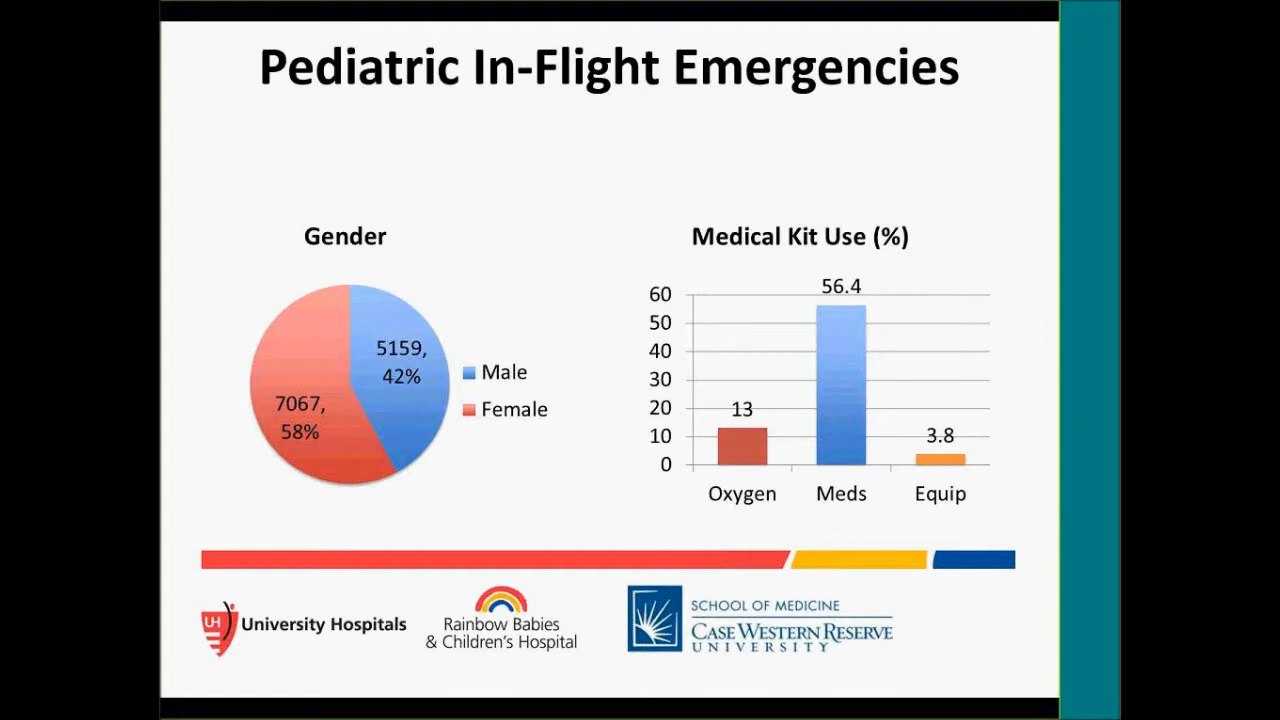 Pediatric In-Flight Emergencies
Gender
5159,
42%
7067,
58%
Male
Female
Medical Kit Use (%)
60
50
40
30
20
10
0
13
56.4
3.8
Oxygen
Meds
Equip
UH
University Hospitals
Rainbow Babies
& Children's Hospital
SCHOOL OF MEDICINE
CASE WESTERN RESERVE
UNIVERSITY